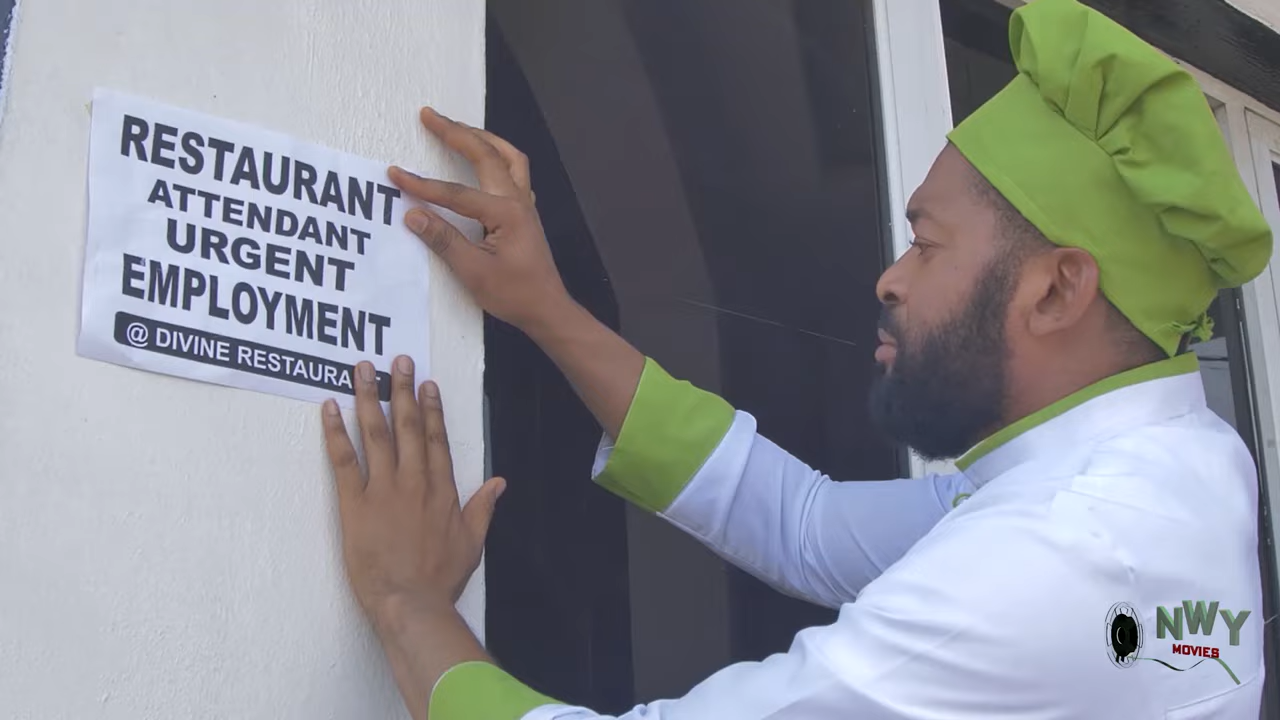 RESTAURANT
ATTENDANT
URGENT
EMPLOYMENT
@ DIVINE
NWY
MOVIES